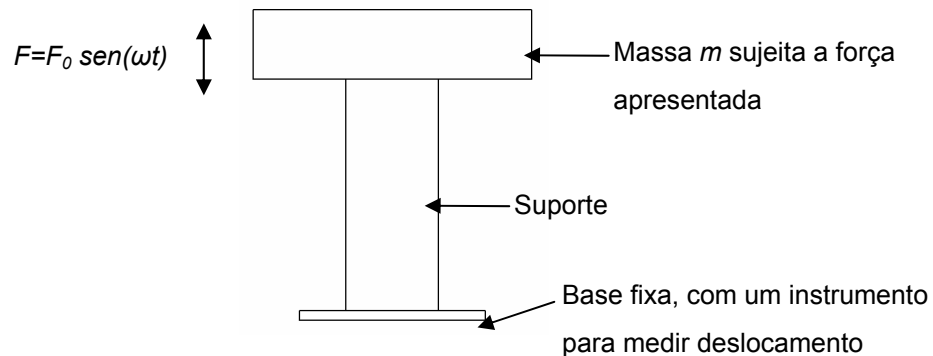 F=F₀ sen(ωt)
Massa m sujeita a força
apresentada
Suporte
Base fixa, com um instrumento
para medir deslocamento